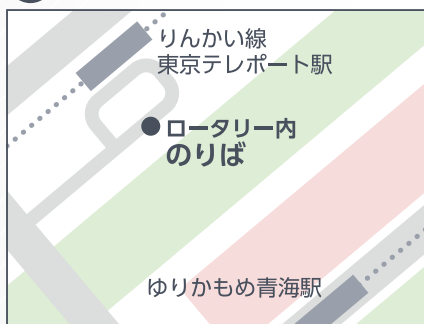 りんかい線
東京テレポート駅
ロータリー内
のりば
ゆりかもめ青海駅